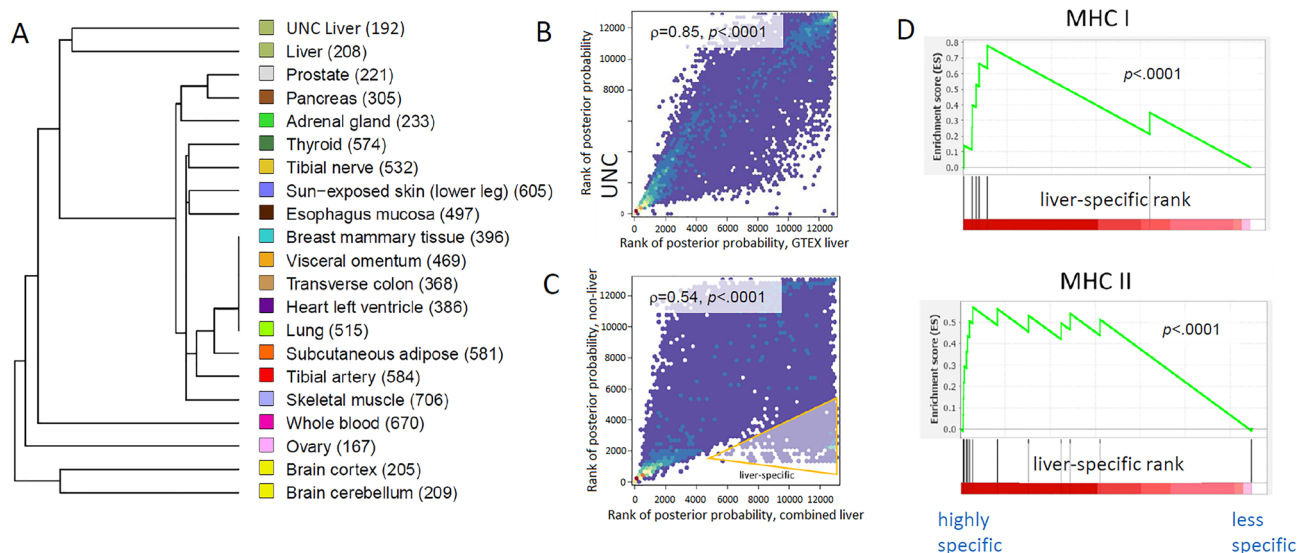 A
UNC Liver (192)
Liver (208)
Prostate (221)
Pancreas (305)
Adrenal gland (233)
Thyroid (574)
Tibial nerve (532)
Sun−exposed skin (lower leg) (605)
Esophagus mucosa (497)
Breast mammary tissue (396)
Visceral omentum (469)
Transverse colon (368)
Heart left ventricle (386)
Lung (515)
Subcutaneous adipose (581)
Tibial artery (584)
Skeletal muscle (706)
Whole blood (670)
Ovary (167)
Brain cortex (205)
Brain cerebellum (209)
B
ρ=0.85, p<.0001
Rank of posterior probability
UNC
12000
8000
4000
2000
0
0 2000 4000 6000 8000 10000 12000
Rank of posterior probability, GTEX liver
C
ρ=0.54, p<.0001
Rank of posterior probability, non-liver
12000
10000
8000
6000
4000
2000
0
liver-specific
0 2000 4000 6000 8000 10000 12000
Rank of posterior probability, combined liver
D
MHC I
Enrichment score (ES)
0.8
0.7
0.6
0.5
0.4
0.3
0.2
0.1
0.0
p<.0001
liver-specific rank
MHC II
Enrichment score (ES)
0.5
0.4
0.3
0.2
0.1
0.0
p<.0001
liver-specific rank
highly
specific
less
specific